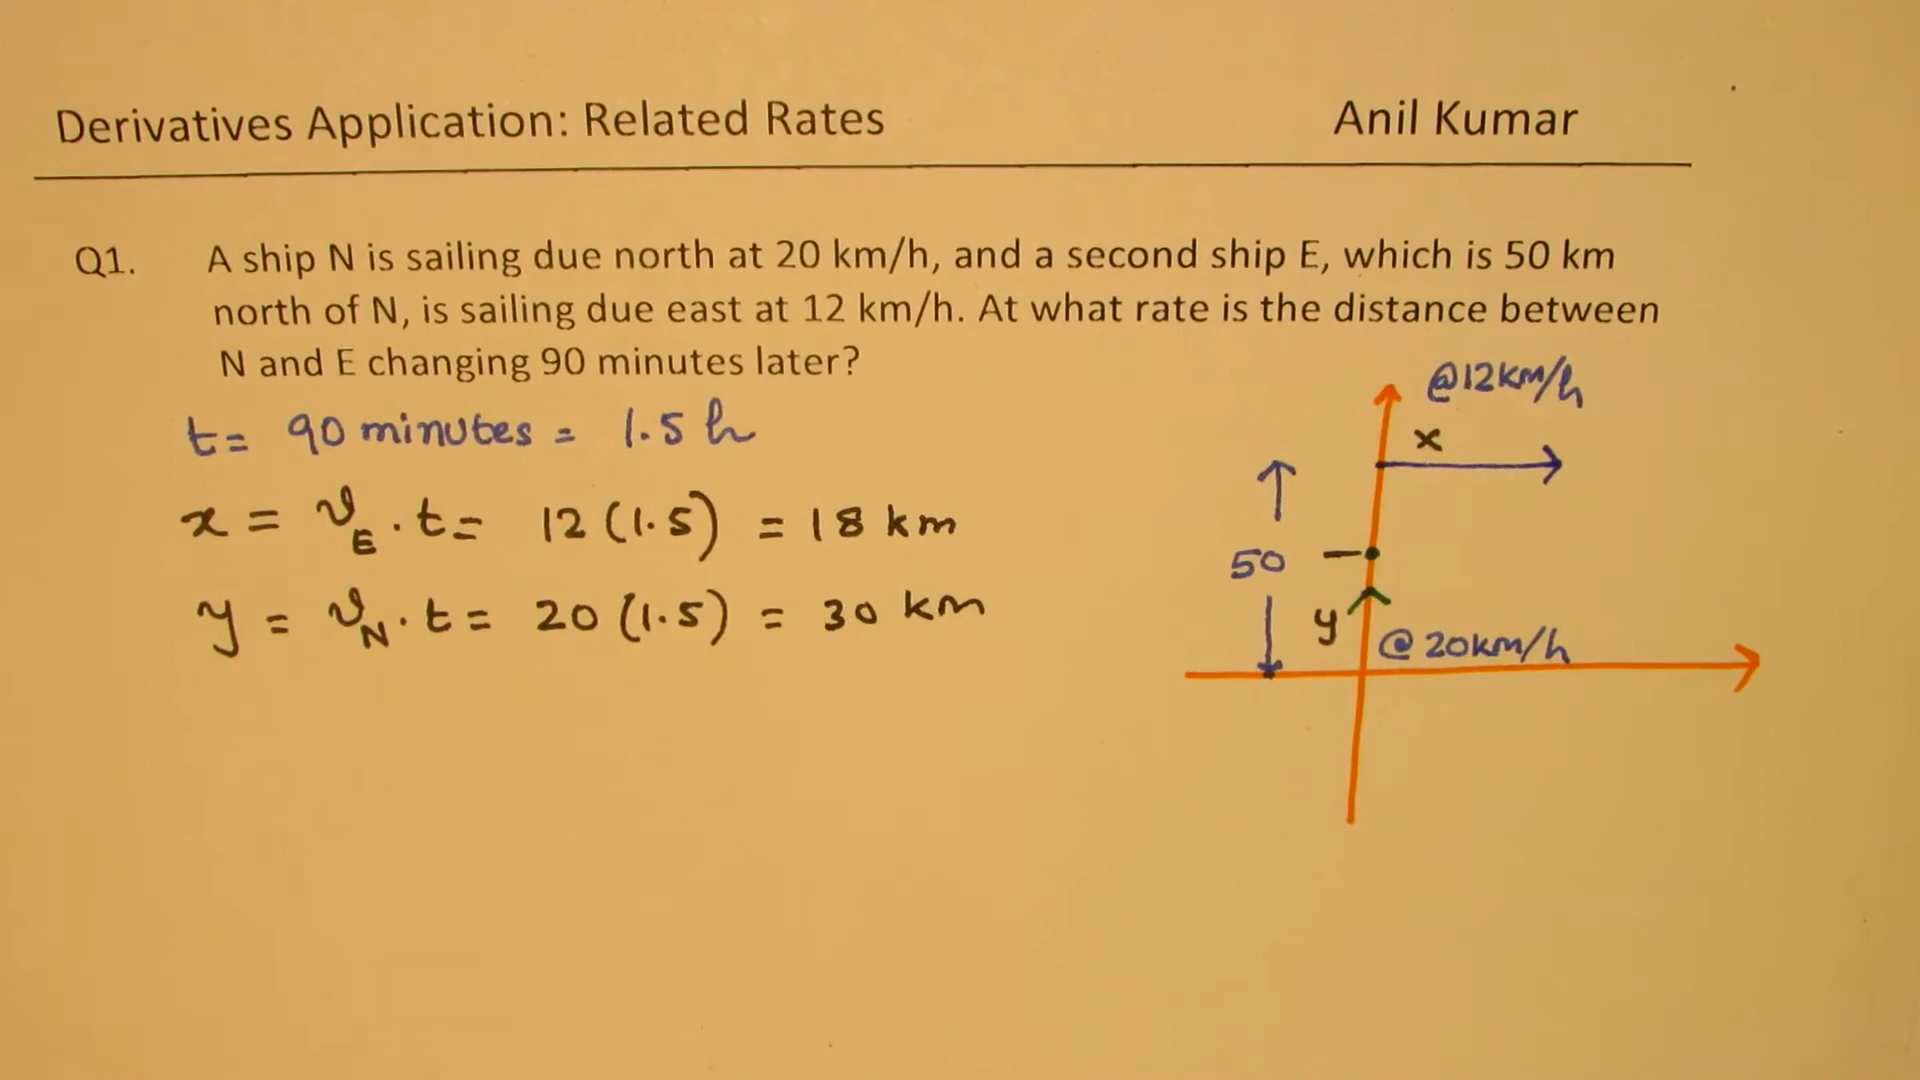 Derivatives Application: Related Rates Anil Kumar
Q1. A ship N is sailing due north at 20 km/h, and a second ship E, which is 50 km
north of N, is sailing due east at 12 km/h. At what rate is the distance between
N and E changing 90 minutes later?
@12km/h
t= 90 minutes = 1.5 h
x
x = v_E . t = 12 (1.5) = 18 km
50
y = v_N . t = 20 (1.5) = 30 km
y
@ 20km/h